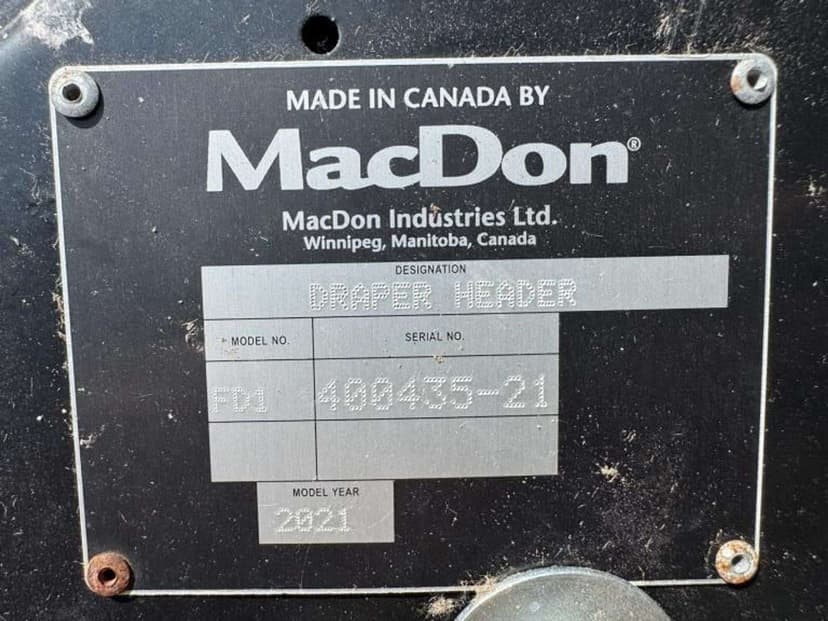 MADE IN CANADA BY
MacDon®
MacDon Industries Ltd.
Winnipeg, Manitoba, Canada
DESIGNATION
DRAPER HEADER
MODEL NO. SERIAL NO.
FD1 400435-21
MODEL YEAR
2021